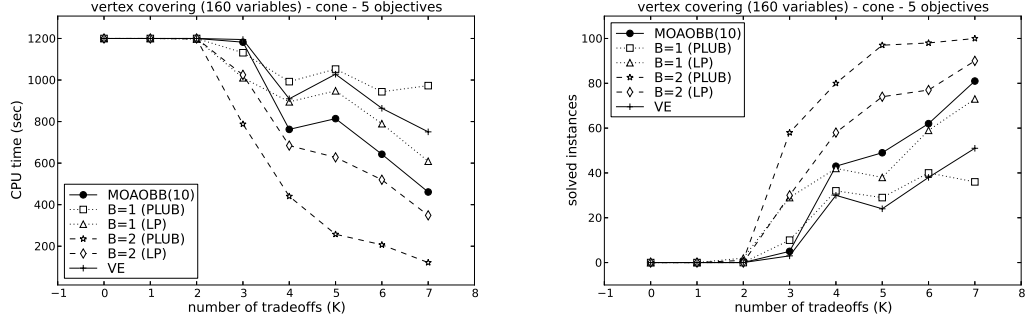 vertex covering (160 variables) - cone - 5 objectives
1200
1000
800
600
400
200
CPU time (sec)
MOAOBB(10)
B=1 (PLUB)
B=1 (LP)
B=2 (PLUB)
B=2 (LP)
VE
−1 0 1 2 3 4 5 6 7 8
number of tradeoffs (K)
vertex covering (160 variables) - cone - 5 objectives
100
80
60
40
20
0
solved instances
MOAOBB(10)
B=1 (PLUB)
B=1 (LP)
B=2 (PLUB)
B=2 (LP)
VE
−1 0 1 2 3 4 5 6 7 8
number of tradeoffs (K)